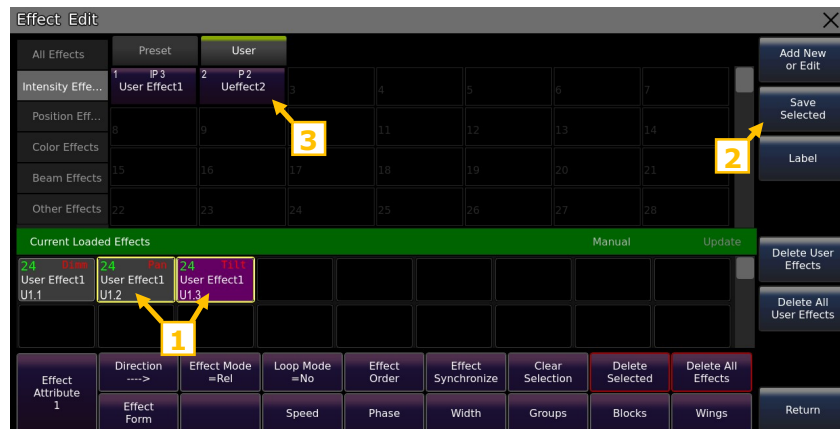 Effect Edit
All Effects
Preset
User
Intensity Effe...
Position Eff...
Color Effects
Beam Effects
Other Effects
1 IP 3
User Effect1
2 P 2
Ueffect2
3 4 5 6 7
8 9 11 12 13 14
15 16 17 18 19 20 21
22 23 24 25 26 27 28
3
Add New
or Edit
Save
Selected
2
Label
Delete User
Effects
Delete All
User Effects
Return
Current Loaded Effects
Manual
Update
24 Dime
User Effect1
U1.1
24 Pan
User Effect1
U1.2
24 Tilt
User Effect1
U1.3
1
Effect
Attribute
1
Direction
---->
Effect Mode
=Rel
Loop Mode
=No
Effect
Order
Effect
Synchronize
Clear
Selection
Delete
Selected
Delete All
Effects
Effect
Form
Speed
Phase
Width
Groups
Blocks
Wings